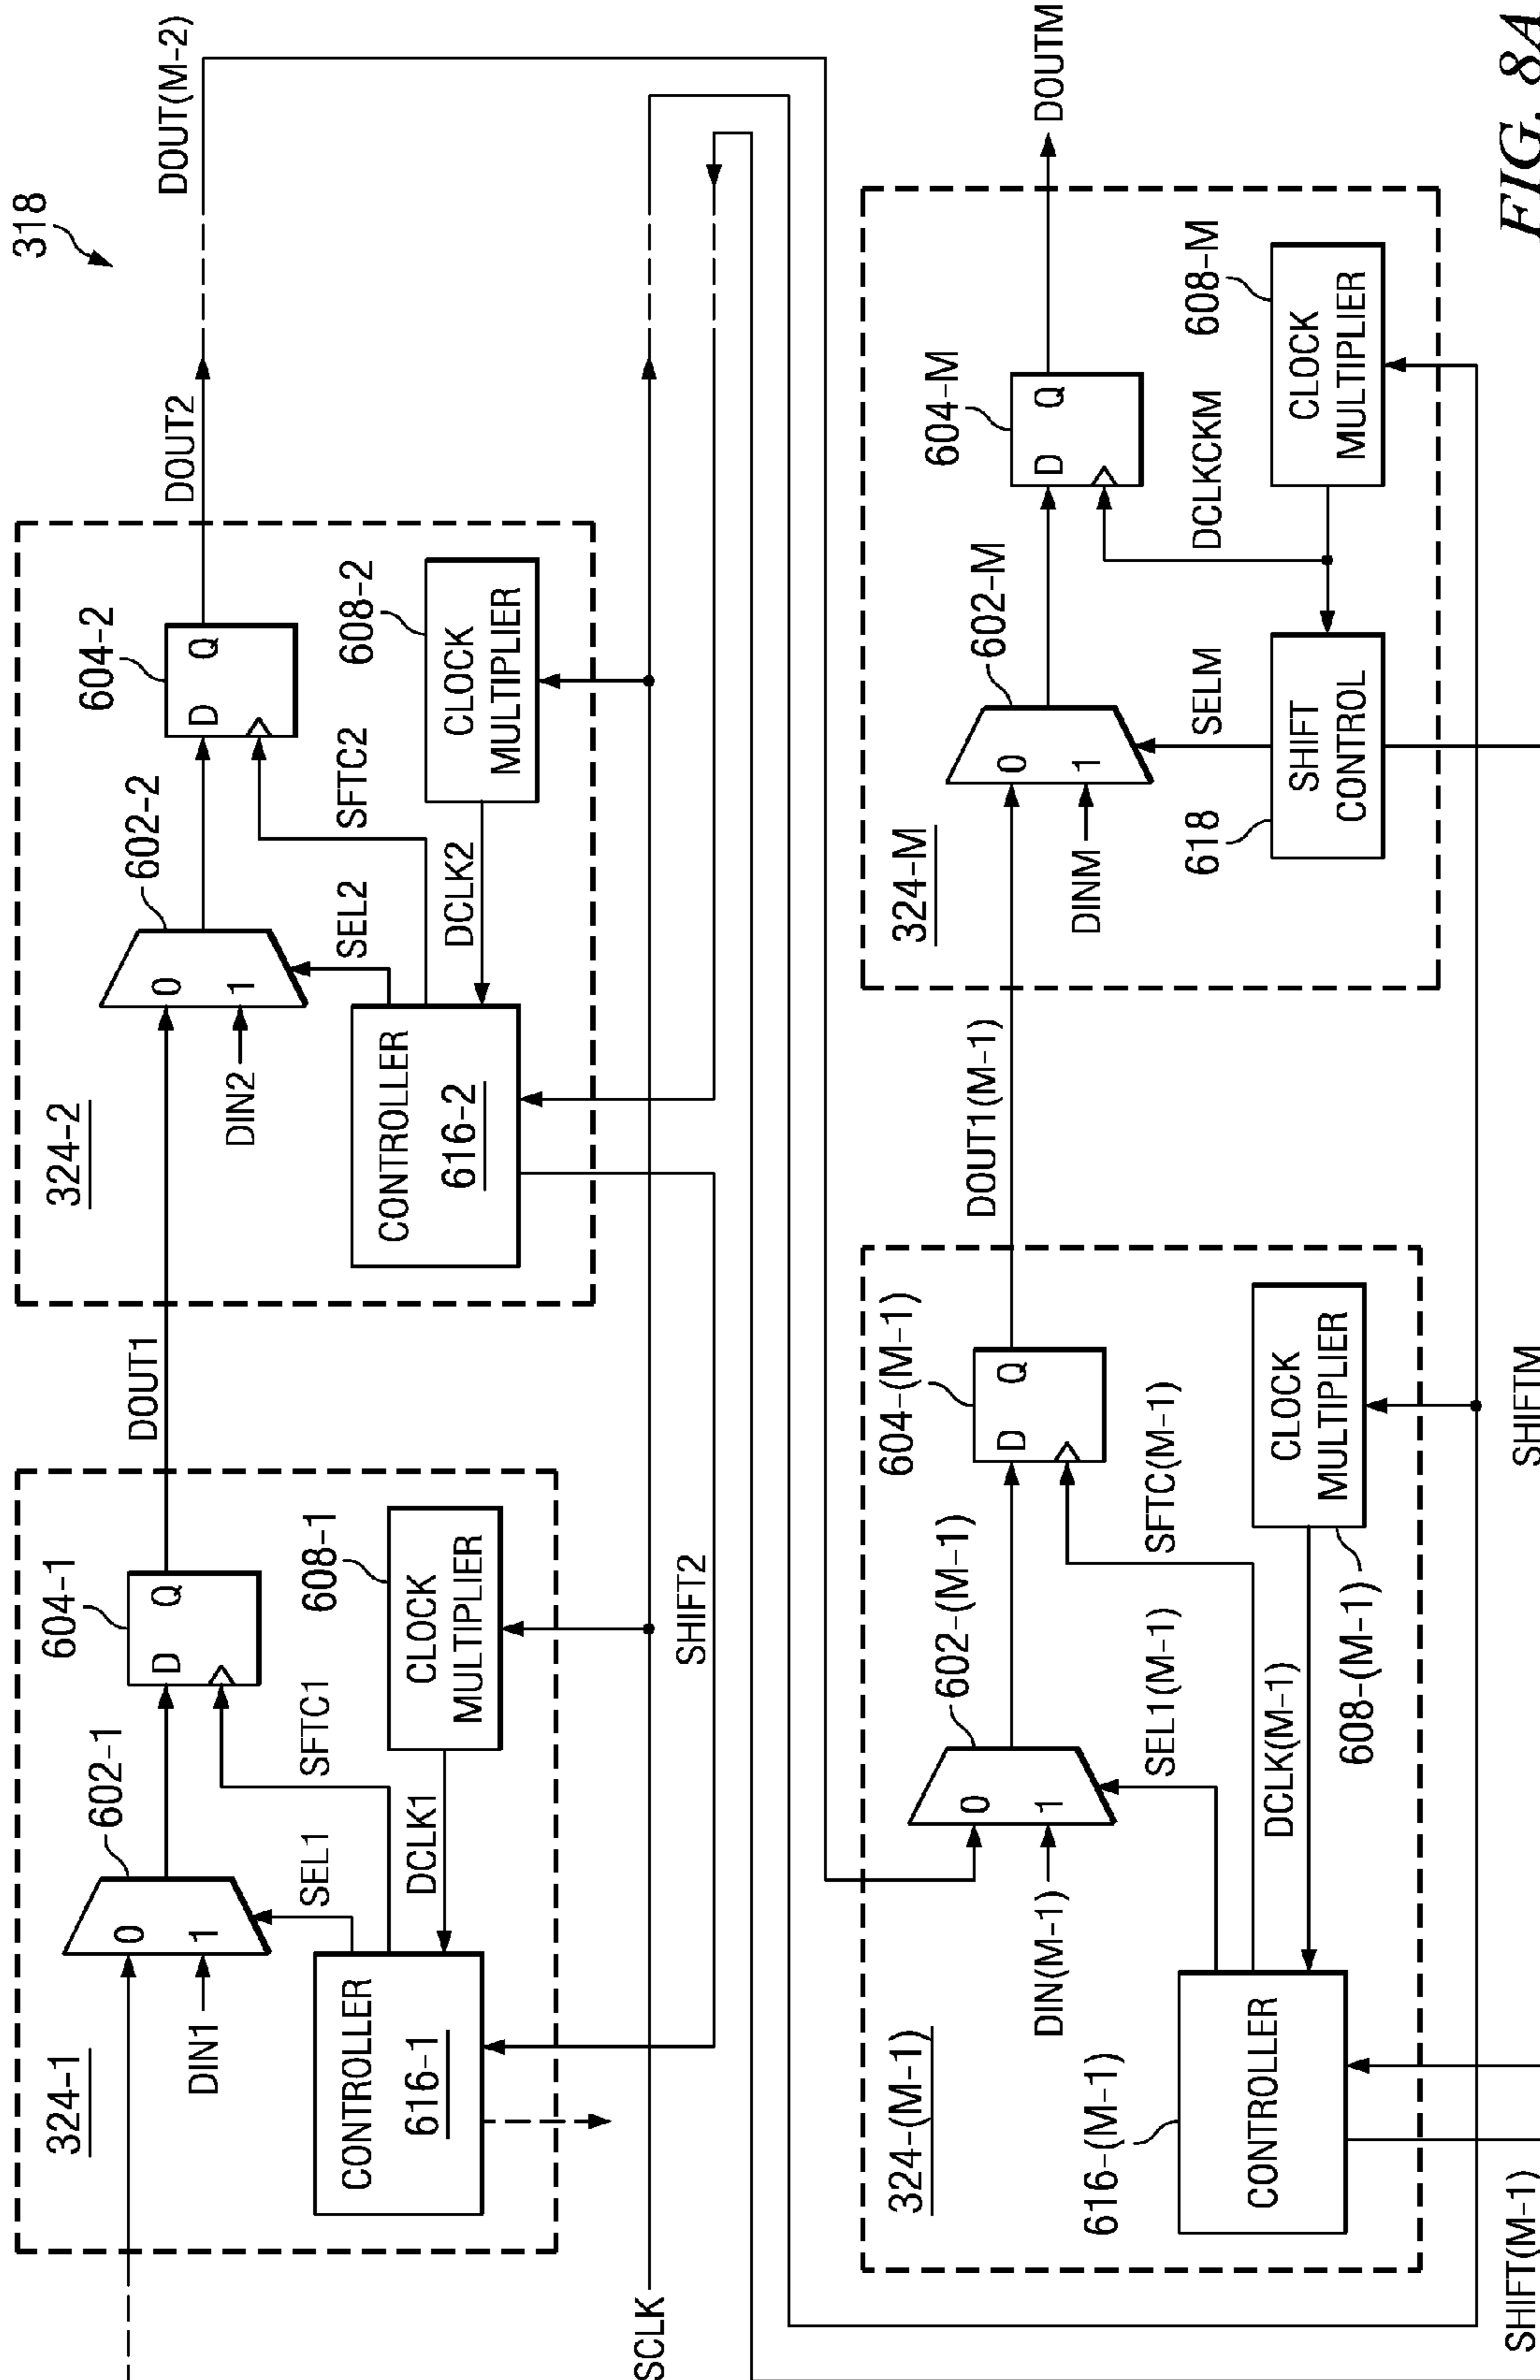 318
324-1
DIN1
0
1
602-1
604-1
D
Q
SEL1
SFTC1
DCLK1
608-1
CLOCK
MULTIPLIER
CONTROLLER
616-1
DOUT1
324-2
DIN2
0
1
602-2
604-2
D
Q
SEL2
SFTC2
DCLK2
608-2
CLOCK
MULTIPLIER
CONTROLLER
616-2
DOUT2
DOUT(M-2)
SCLK
SHIFT2
324-(M-1)
DIN(M-1)
0
1
602-(M-1)
604-(M-1)
D
Q
SEL1(M-1)
SFTC(M-1)
DCLK(M-1)
608-(M-1)
CLOCK
MULTIPLIER
616-(M-1)
CONTROLLER
DOUT1(M-1)
324-M
DINM
0
1
602-M
604-M
D
Q
DOUTM
SELM
DCLKCKM
608-M
CLOCK
MULTIPLIER
618
SHIFT
CONTROL
SHIFT(M-1)
SHIFTM
FIG. 8A